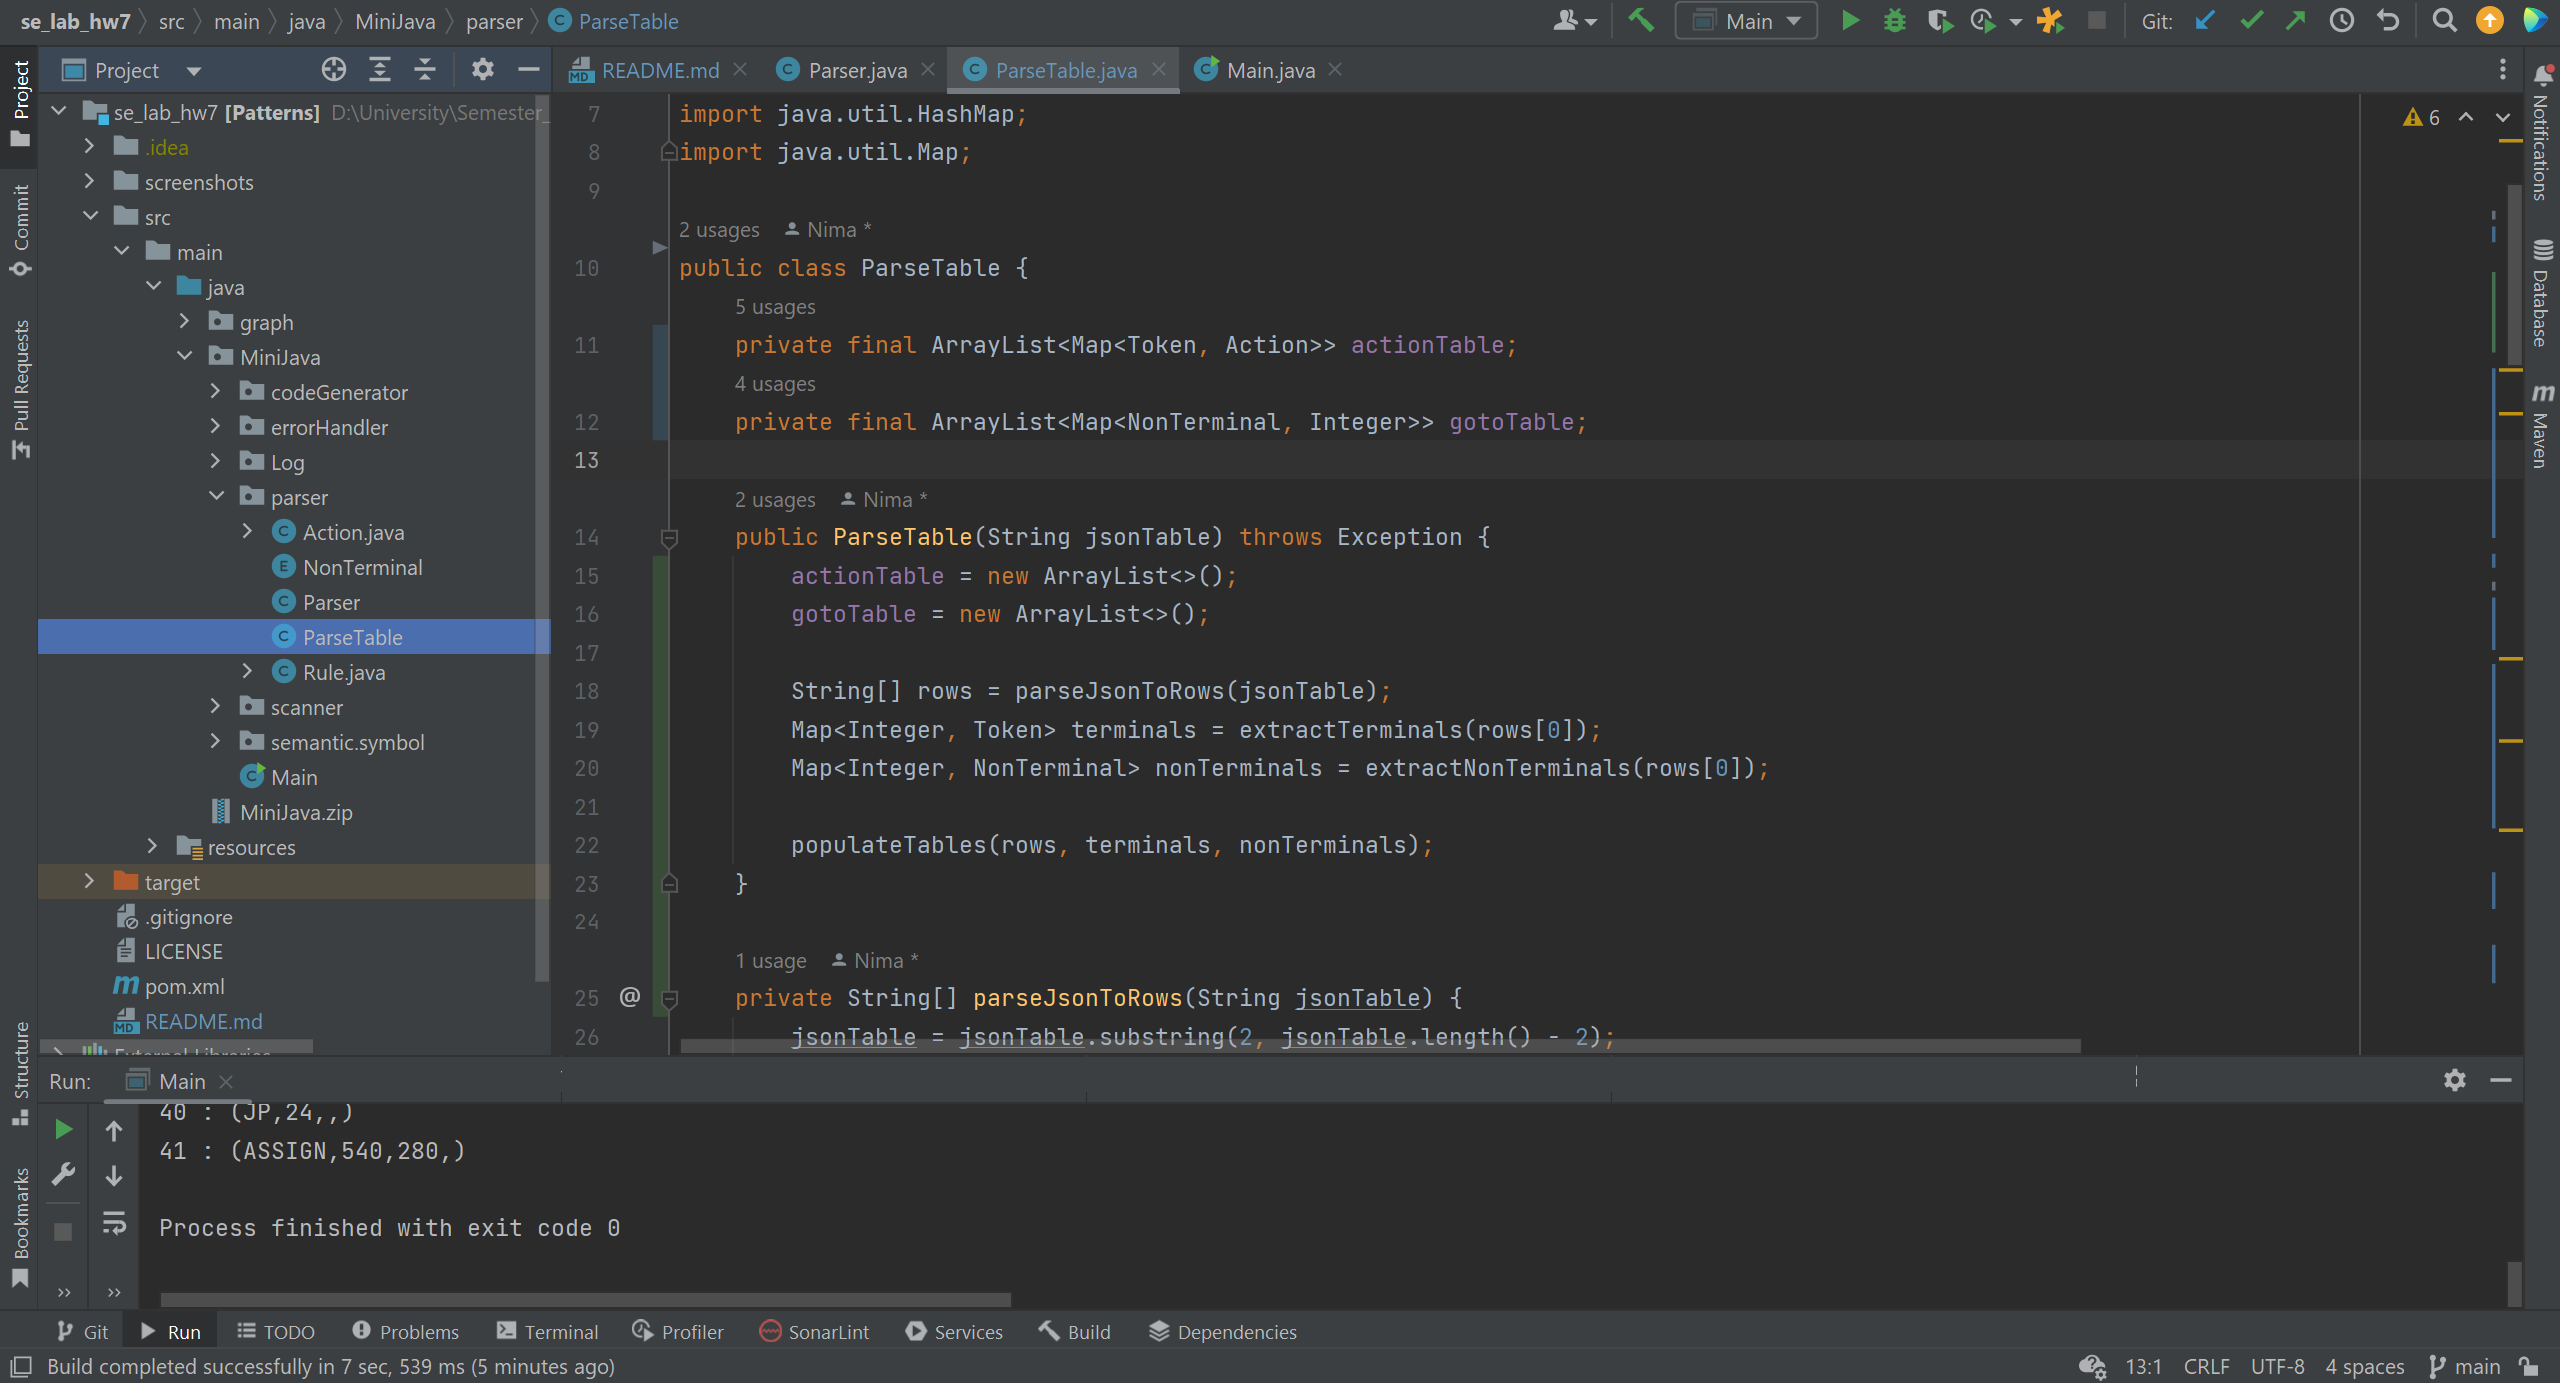 se_lab_hw7 src main java MiniJava parser ParseTable
Main
Git:
Project
README.md
Parser.java
ParseTable.java
Main.java
Project
Commit
Pull Requests
Structure
Bookmarks
se_lab_hw7 [Patterns] D:\University\Semester_
.idea
screenshots
src
main
java
graph
MiniJava
codeGenerator
errorHandler
Log
parser
Action.java
NonTerminal
Parser
ParseTable
Rule.java
scanner
semantic.symbol
Main
MiniJava.zip
resources
target
.gitignore
LICENSE
pom.xml
README.md
External Libraries
6
7 import java.util.HashMap;
8 import java.util.Map;
9
2 usages Nima *
10 public class ParseTable {
5 usages
11 private final ArrayList<Map<Token, Action>> actionTable;
4 usages
12 private final ArrayList<Map<NonTerminal, Integer>> gotoTable;
13
2 usages Nima *
14 public ParseTable(String jsonTable) throws Exception {
15 actionTable = new ArrayList<>();
16 gotoTable = new ArrayList<>();
17
18 String[] rows = parseJsonToRows(jsonTable);
19 Map<Integer, Token> terminals = extractTerminals(rows[0]);
20 Map<Integer, NonTerminal> nonTerminals = extractNonTerminals(rows[0]);
21
22 populateTables(rows, terminals, nonTerminals);
23 }
24
1 usage Nima *
25 @ private String[] parseJsonToRows(String jsonTable) {
26 jsonTable = jsonTable.substring(2, jsonTable.length() - 2);
Notifications
Database
Maven
Run: Main
40 : (JP,24,,)
41 : (ASSIGN,540,280,)
Process finished with exit code 0
Git Run TODO Problems Terminal Profiler SonarLint Services Build Dependencies
Build completed successfully in 7 sec, 539 ms (5 minutes ago)
13:1 CRLF UTF-8 4 spaces main